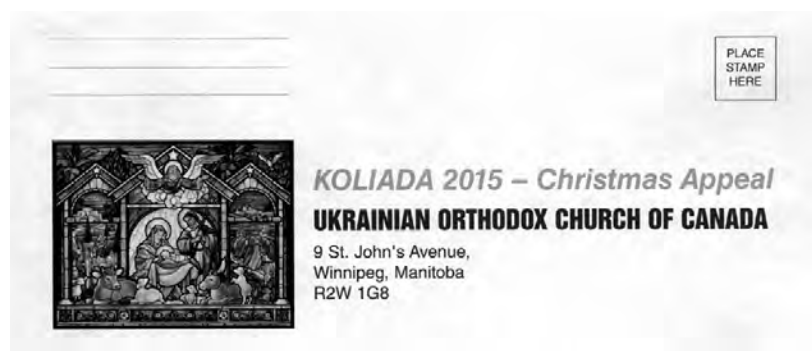 PLACE
STAMP
HERE
KOLIADA 2015 – Christmas Appeal
UKRAINIAN ORTHODOX CHURCH OF CANADA
9 St. John's Avenue,
Winnipeg, Manitoba
R2W 1G8